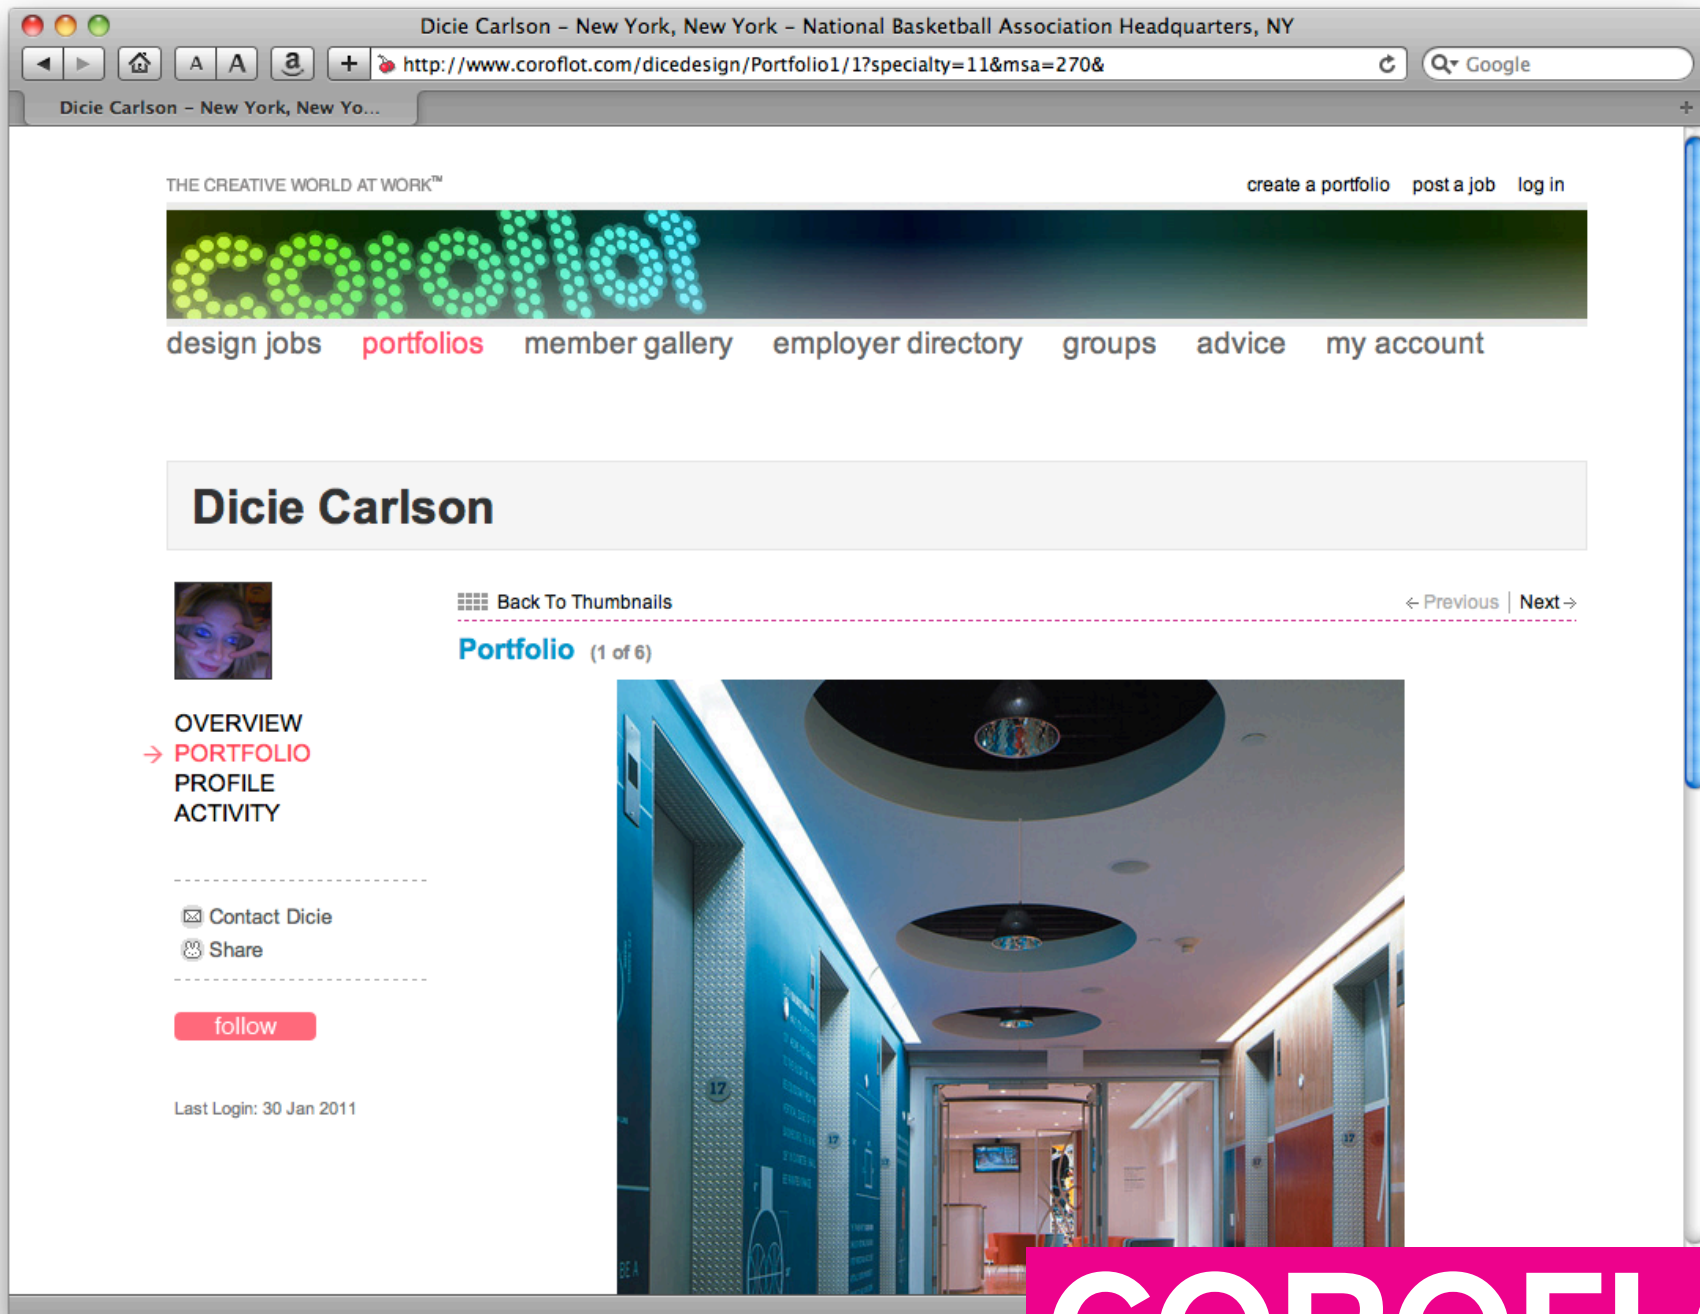 Dicie Carlson – New York, New York – National Basketball Association Headquarters, NY
A A a + http://www.coroflot.com/dicedesign/Portfolio1/1?specialty=11&msa=270& Google
Dicie Carlson – New York, New Yo...
THE CREATIVE WORLD AT WORK™ create a portfolio post a job log in
coroflot
design jobs portfolios member gallery employer directory groups advice my account
Dicie Carlson
Back To Thumbnails ← Previous | Next →
Portfolio (1 of 6)
OVERVIEW
→ PORTFOLIO
PROFILE
ACTIVITY
Contact Dicie
Share
follow
Last Login: 30 Jan 2011
17
17
17
BE A
COROFL